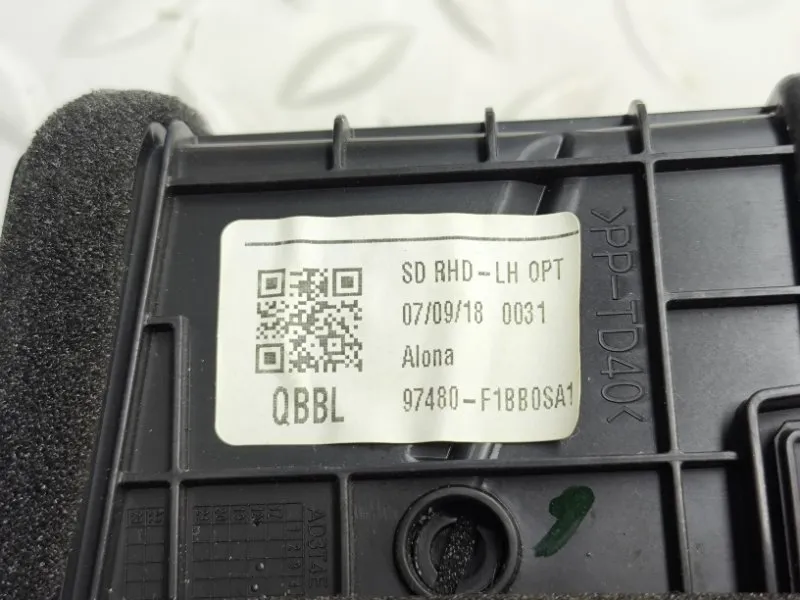 SD RHD-LH OPT
07/09/18 0031
Alona
QBBL
97480-F1BB0SA1
>PP-TD40<